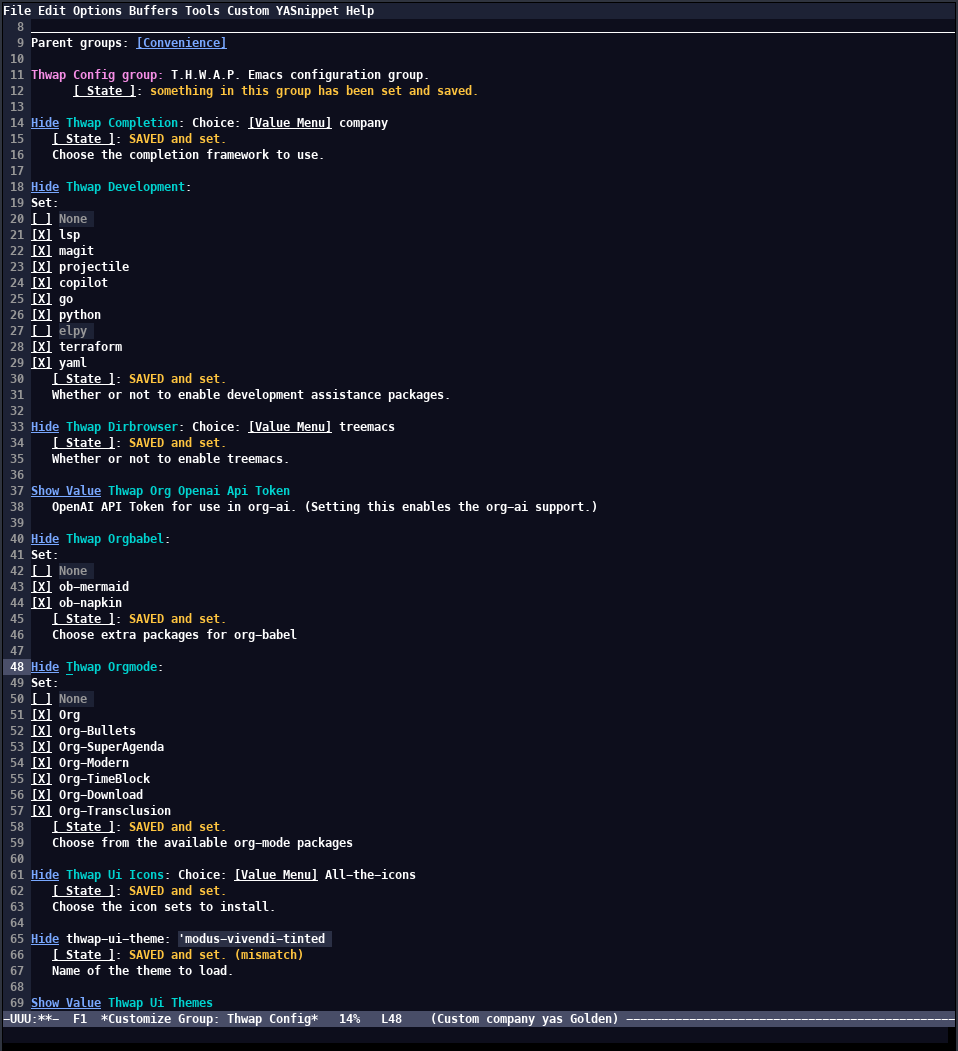 File Edit Options Buffers Tools Custom YASnippet Help
8
9 Parent groups: [Convenience]
10
11 Thwap Config group: T.H.W.A.P. Emacs configuration group.
12       [ State ]: something in this group has been set and saved.
13
14 Hide Thwap Completion: Choice: [Value Menu] company
15    [ State ]: SAVED and set.
16    Choose the completion framework to use.
17
18 Hide Thwap Development:
19 Set:
20 [ ] None
21 [X] lsp
22 [X] magit
23 [X] projectile
24 [X] copilot
25 [X] go
26 [X] python
27 [ ] elpy
28 [X] terraform
29 [X] yaml
30    [ State ]: SAVED and set.
31    Whether or not to enable development assistance packages.
32
33 Hide Thwap Dirbrowser: Choice: [Value Menu] treemacs
34    [ State ]: SAVED and set.
35    Whether or not to enable treemacs.
36
37 Show Value Thwap Org Openai Api Token
38    OpenAI API Token for use in org-ai. (Setting this enables the org-ai support.)
39
40 Hide Thwap Orgbabel:
41 Set:
42 [ ] None
43 [X] ob-mermaid
44 [X] ob-napkin
45    [ State ]: SAVED and set.
46    Choose extra packages for org-babel
47
48 Hide Thwap Orgmode:
49 Set:
50 [ ] None
51 [X] Org
52 [X] Org-Bullets
53 [X] Org-SuperAgenda
54 [X] Org-Modern
55 [X] Org-TimeBlock
56 [X] Org-Download
57 [X] Org-Transclusion
58    [ State ]: SAVED and set.
59    Choose from the available org-mode packages
60
61 Hide Thwap Ui Icons: Choice: [Value Menu] All-the-icons
62    [ State ]: SAVED and set.
63    Choose the icon sets to install.
64
65 Hide thwap-ui-theme: 'modus-vivendi-tinted
66    [ State ]: SAVED and set. (mismatch)
67    Name of the theme to load.
68
69 Show Value Thwap Ui Themes
-UUU:**-  F1  *Customize Group: Thwap Config*   14%   L48    (Custom company yas Golden) -----------------------------------------------